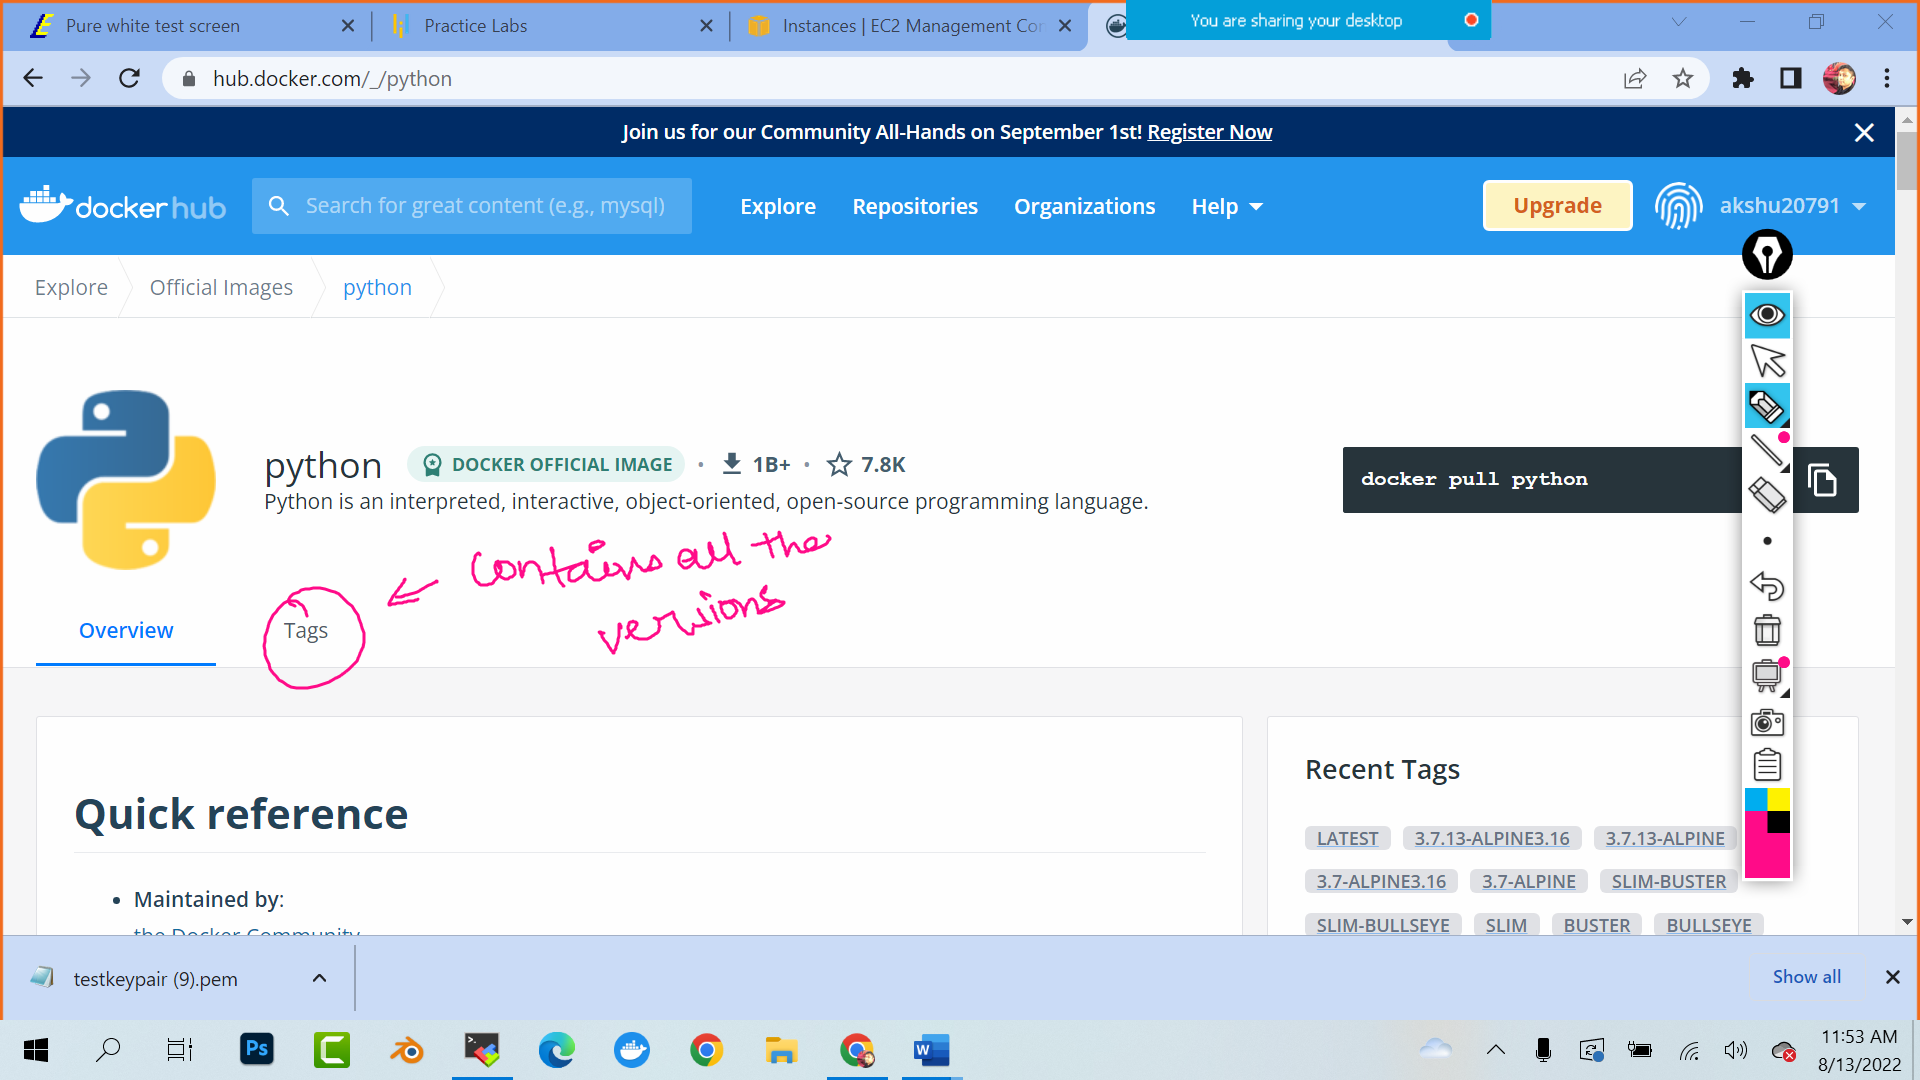 Pure white test screen
Practice Labs
Instances | EC2 Management Con
You are sharing your desktop
hub.docker.com/_/python
Join us for our Community All-Hands on September 1st! Register Now
docker hub
Search for great content (e.g., mysql)
Explore
Repositories
Organizations
Help
Upgrade
akshu20791
Explore
Official Images
python
python
DOCKER OFFICIAL IMAGE
• 1B+ • 7.8K
Python is an interpreted, interactive, object-oriented, open-source programming language.
docker pull python
Contains all the
versions
Overview
Tags
Quick reference
• Maintained by:
the Docker Community
Recent Tags
LATEST 3.7.13-ALPINE3.16 3.7.13-ALPINE
3.7-ALPINE3.16 3.7-ALPINE SLIM-BUSTER
SLIM-BULLSEYE SLIM BUSTER BULLSEYE
testkeypair (9).pem
Show all
Ps
C
W
11:53 AM
8/13/2022